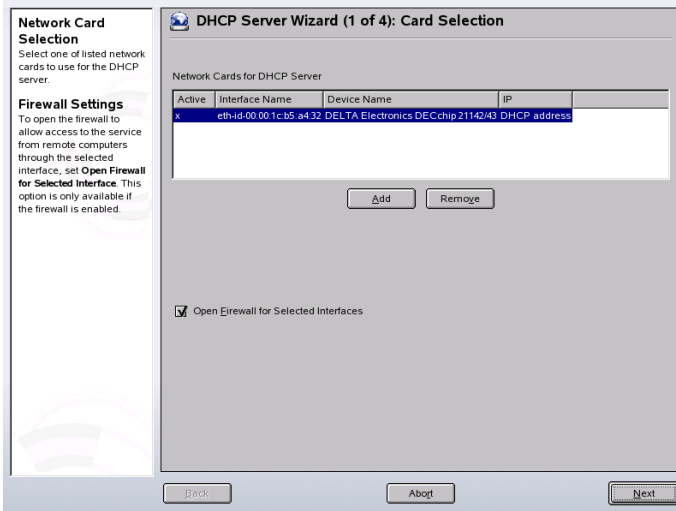 Network Card
Selection
Select one of listed network
cards to use for the DHCP
server.
Firewall Settings
To open the firewall to
allow access to the service
from remote computers
through the selected
interface, set Open Firewall
for Selected Interface. This
option is only available if
the firewall is enabled.
DHCP Server Wizard (1 of 4): Card Selection
Network Cards for DHCP Server
Active Interface Name Device Name IP
x eth-id-00:00:1c:b5:a4:32 DELTA Electronics DECchip 21142/43 DHCP address
Add Remove
Open Firewall for Selected Interfaces
Back Abort Next